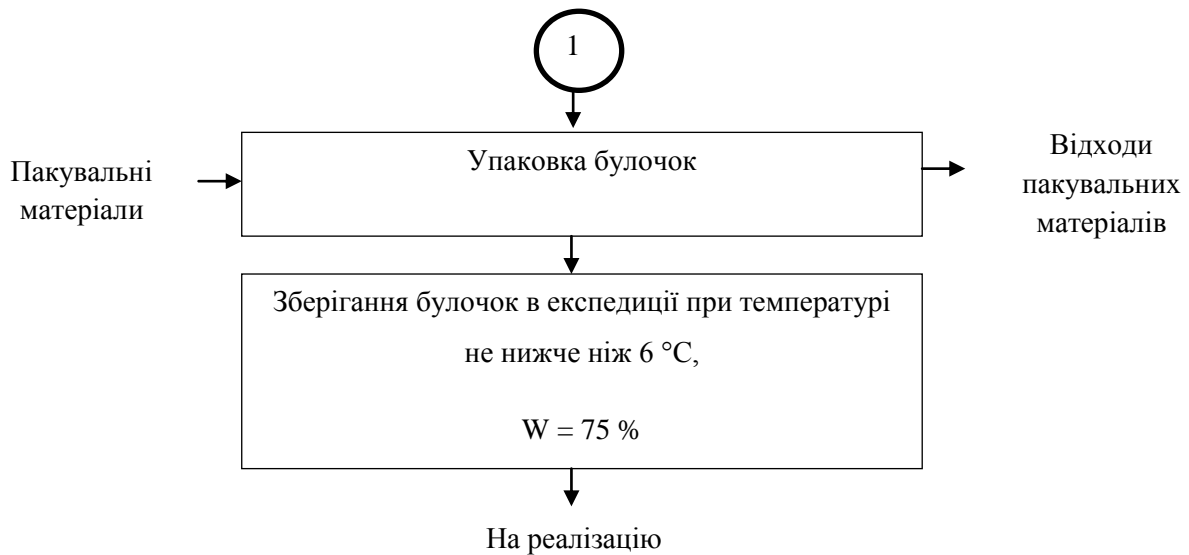 1
Упаковка булочок
Пакувальні
матеріали
Відходи
пакувальних
матеріалів
Зберігання булочок в експедиції при температурі
не нижче ніж 6 °С,
W = 75 %
На реалізацію